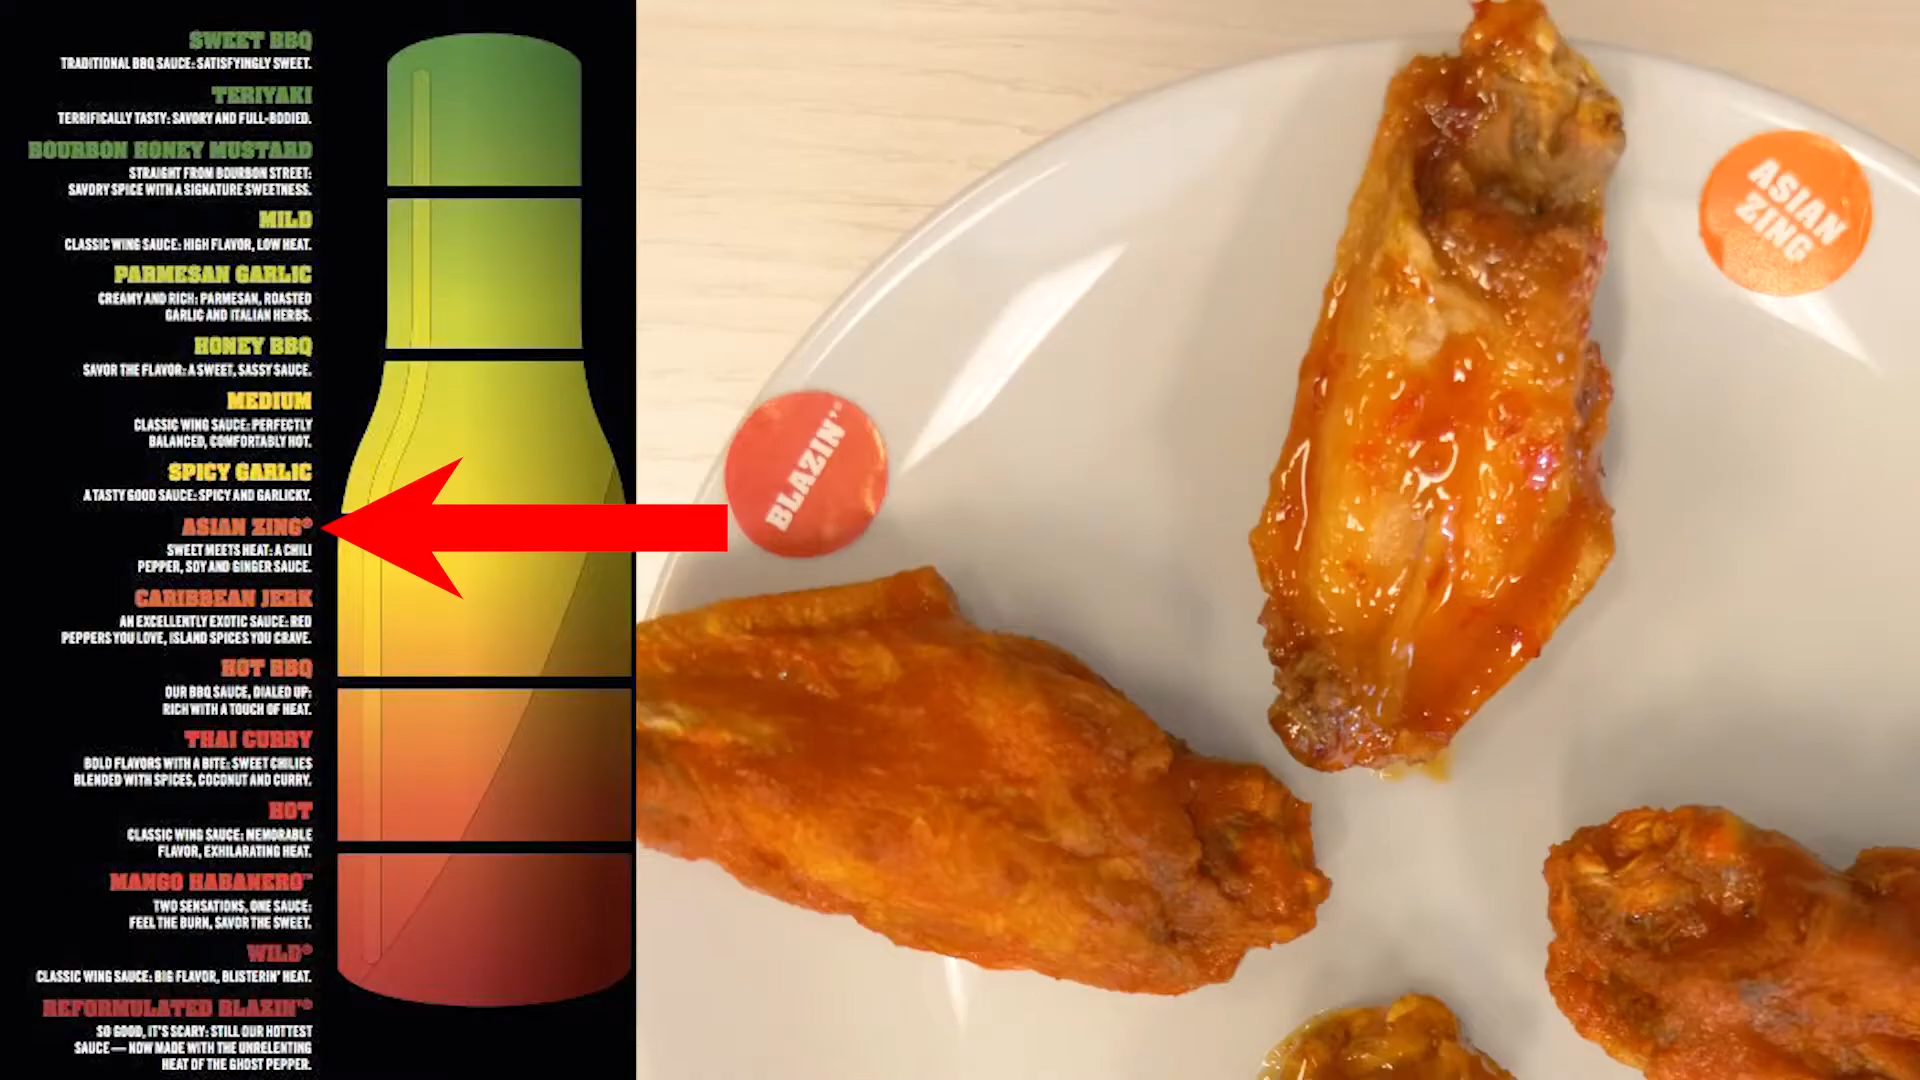 SWEET BBQ
TRADITIONAL BBQ SAUCE: SATISFYINGLY SWEET.
TERIYAKI
TERRIFICALLY TASTY: SAVORY AND FULL-BODIED.
BOURBON HONEY MUSTARD
STRAIGHT FROM BOURBON STREET:
SAVORY SPICE WITH A SIGNATURE SWEETNESS.
MILD
CLASSIC WING SAUCE: HIGH FLAVOR, LOW HEAT.
PARMESAN GARLIC
CREAMY AND RICH: PARMESAN, ROASTED
GARLIC AND ITALIAN HERBS.
HONEY BBQ
SAVOR THE FLAVOR: A SWEET, SASSY SAUCE.
MEDIUM
CLASSIC WING SAUCE: PERFECTLY
BALANCED, COMFORTABLY HOT.
SPICY GARLIC
A TASTY GOOD SAUCE: SPICY AND GARLICKY.
ASIAN ZING®
SWEET MEETS HEAT: A CHILI
PEPPER, SOY AND GINGER SAUCE.
CARIBBEAN JERK
AN EXCELLENTLY EXOTIC SAUCE: RED
PEPPERS YOU LOVE, ISLAND SPICES YOU CRAVE.
HOT BBQ
OUR BBQ SAUCE, DIALED UP:
RICH WITH A TOUCH OF HEAT.
THAI CURRY
BOLD FLAVORS WITH A BITE: SWEET CHILIES
BLENDED WITH SPICES, COCONUT AND CURRY.
HOT
CLASSIC WING SAUCE: MEMORABLE
FLAVOR, EXHILARATING HEAT.
MANGO HABANERO™
TWO SENSATIONS, ONE SAUCE:
FEEL THE BURN, SAVOR THE SWEET.
WILD®
CLASSIC WING SAUCE: BIG FLAVOR, BLISTERIN' HEAT.
REFORMULATED BLAZIN'®
SO GOOD, IT'S SCARY: STILL OUR HOTTEST
SAUCE — NOW MADE WITH THE UNRELENTING
HEAT OF THE GHOST PEPPER.
BLAZIN'™
ASIAN
ZING